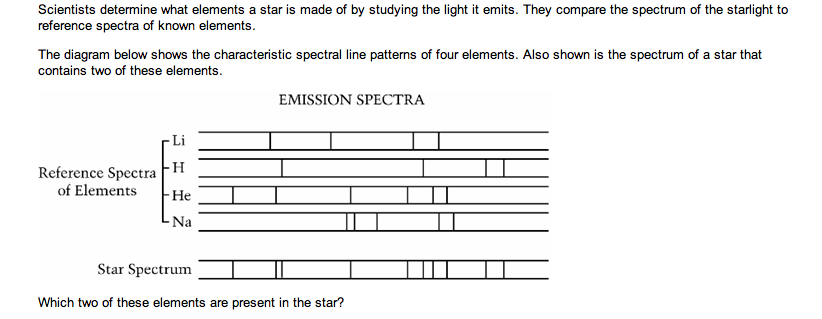 Scientists determine what elements a star is made of by studying the light it emits. They compare the spectrum of the starlight to
reference spectra of known elements.
The diagram below shows the characteristic spectral line patterns of four elements. Also shown is the spectrum of a star that
contains two of these elements.
EMISSION SPECTRA
Li
Reference Spectra
of Elements
H
He
Na
Star Spectrum
Which two of these elements are present in the star?